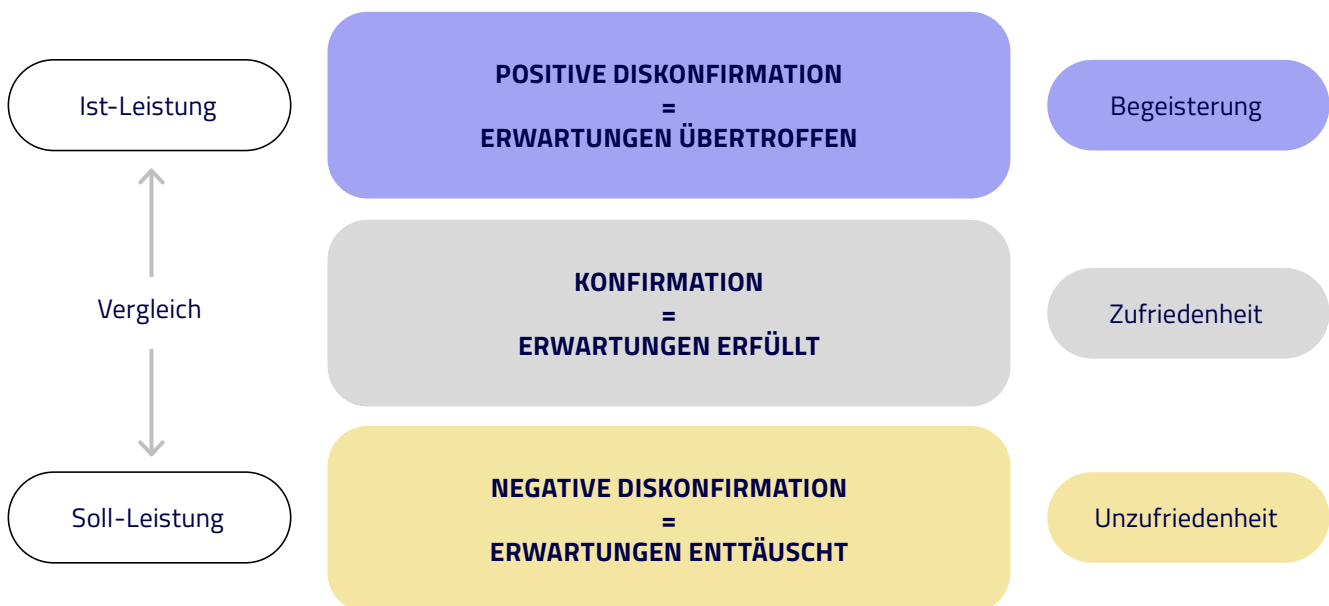 Ist-Leistung
Vergleich
Soll-Leistung
POSITIVE DISKONFIRMATION
=
ERWARTUNGEN ÜBERTROFFEN
KONFIRMATION
=
ERWARTUNGEN ERFÜLLT
NEGATIVE DISKONFIRMATION
=
ERWARTUNGEN ENTTÄUSCHT
Begeisterung
Zufriedenheit
Unzufriedenheit